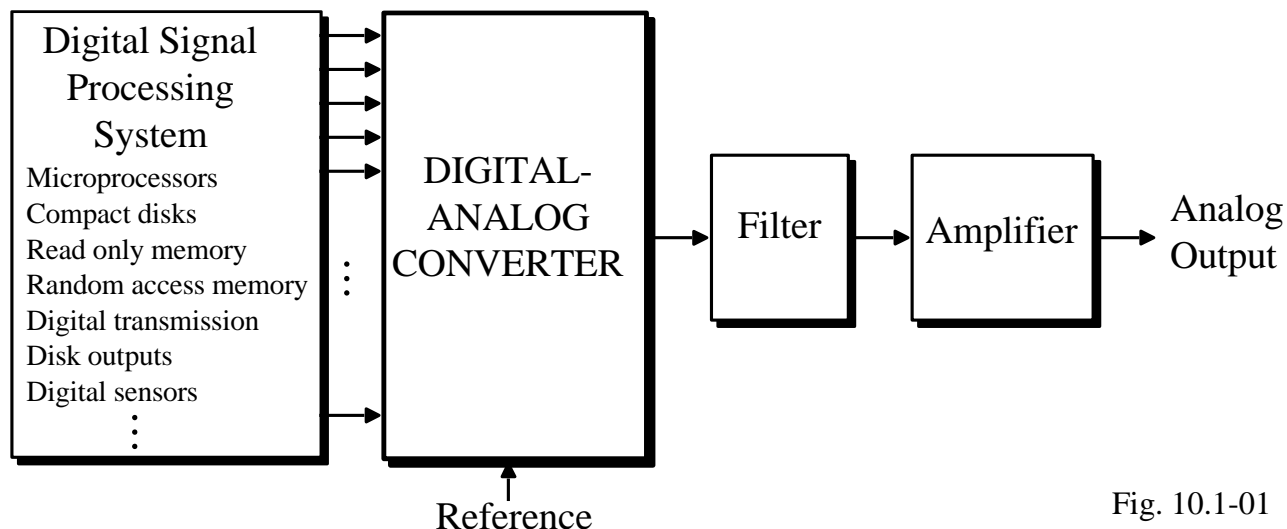 Digital Signal
Processing
System
Microprocessors
Compact disks
Read only memory
Random access memory
Digital transmission
Disk outputs
Digital sensors
DIGITAL-
ANALOG
CONVERTER
Reference
Filter
Amplifier
Analog
Output
Fig. 10.1-01